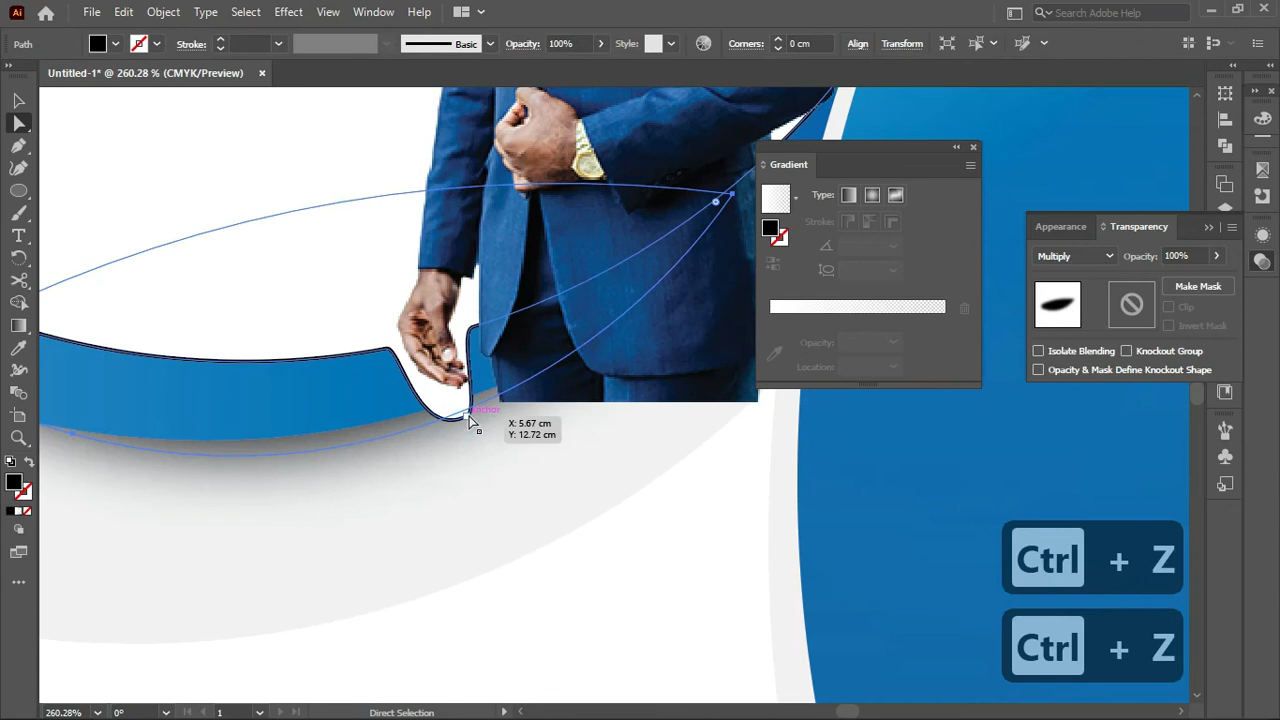 Ai
File Edit Object Type Select Effect View Window Help
Search Adobe Help
Path
Stroke:
Basic
Opacity: 100%
Style:
Corners: 0 cm
Align
Transform
Untitled-1* @ 260.28 % (CMYK/Preview)
Gradient
Type:
Stroke:
Opacity:
Location:
Appearance
Transparency
Multiply
Opacity: 100%
Make Mask
Clip
Invert Mask
Isolate Blending
Knockout Group
Opacity & Mask Define Knockout Shape
anchor
X: 5.67 cm
Y: 12.72 cm
Ctrl + Z
Ctrl + Z
260.28%
0°
1
Direct Selection